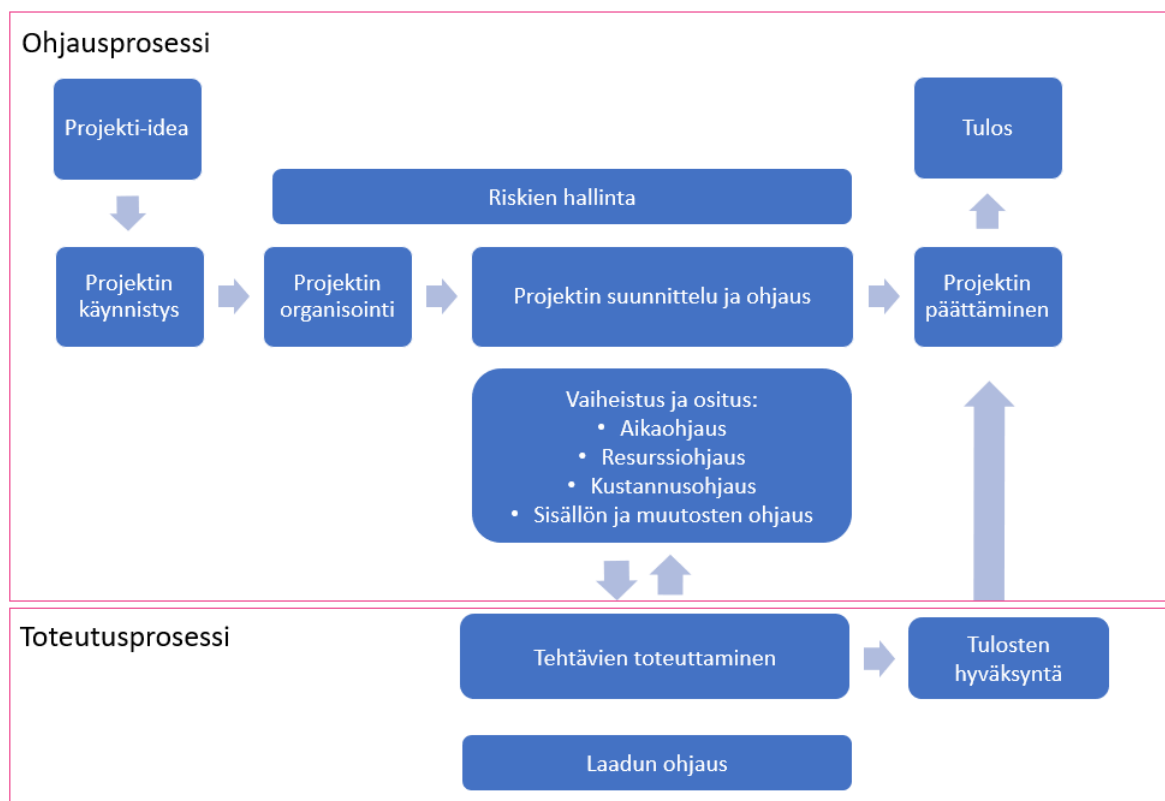 Ohjausprosessi
Projekti-idea
Tulos
Riskien hallinta
Projektin
käynnistys
Projektin
organisointi
Projektin suunnittelu ja ohjaus
Projektin
päättäminen
Vaiheistus ja ositus:
• Aikaohjaus
• Resurssiohjaus
• Kustannusohjaus
• Sisällön ja muutosten ohjaus
Toteutusprosessi
Tehtävien toteuttaminen
Tulosten
hyväksyntä
Laadun ohjaus